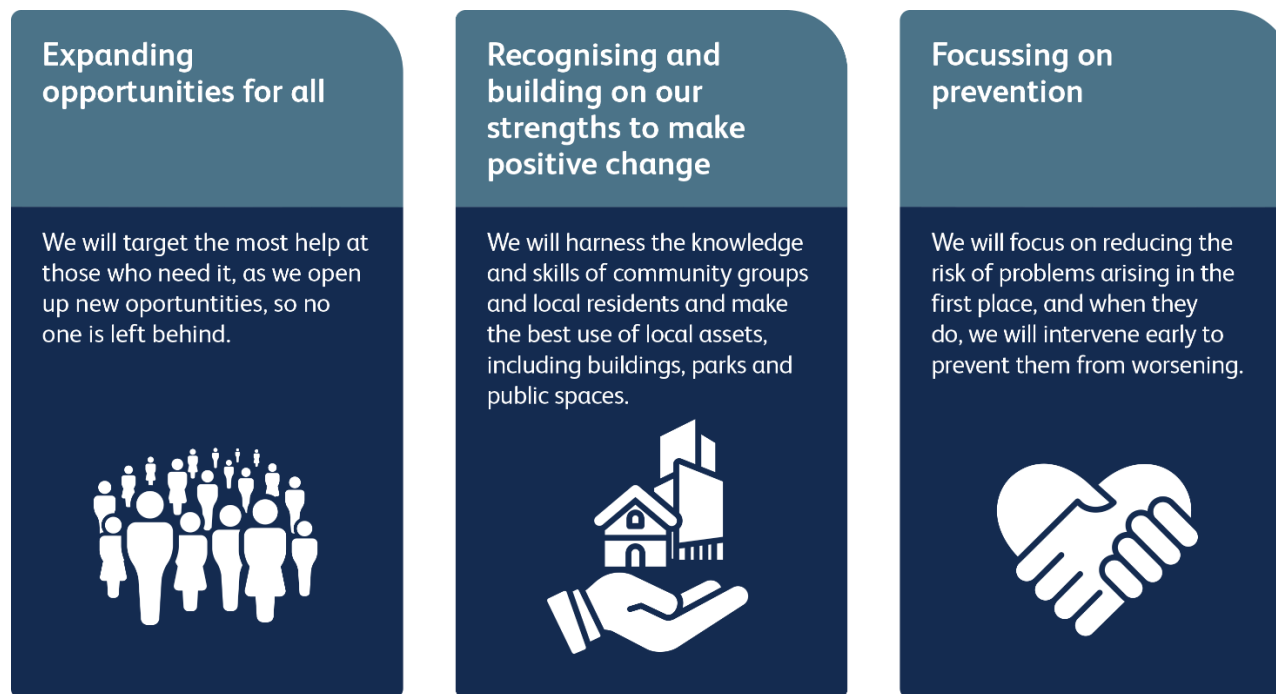 Expanding
opportunities for all
We will target the most help at
those who need it, as we open
up new oportuntities, so no
one is left behind.
Recognising and
building on our
strengths to make
positive change
We will harness the knowledge
and skills of community groups
and local residents and make
the best use of local assets,
including buildings, parks and
public spaces.
Focussing on
prevention
We will focus on reducing the
risk of problems arising in the
first place, and when they
do, we will intervene early to
prevent them from worsening.